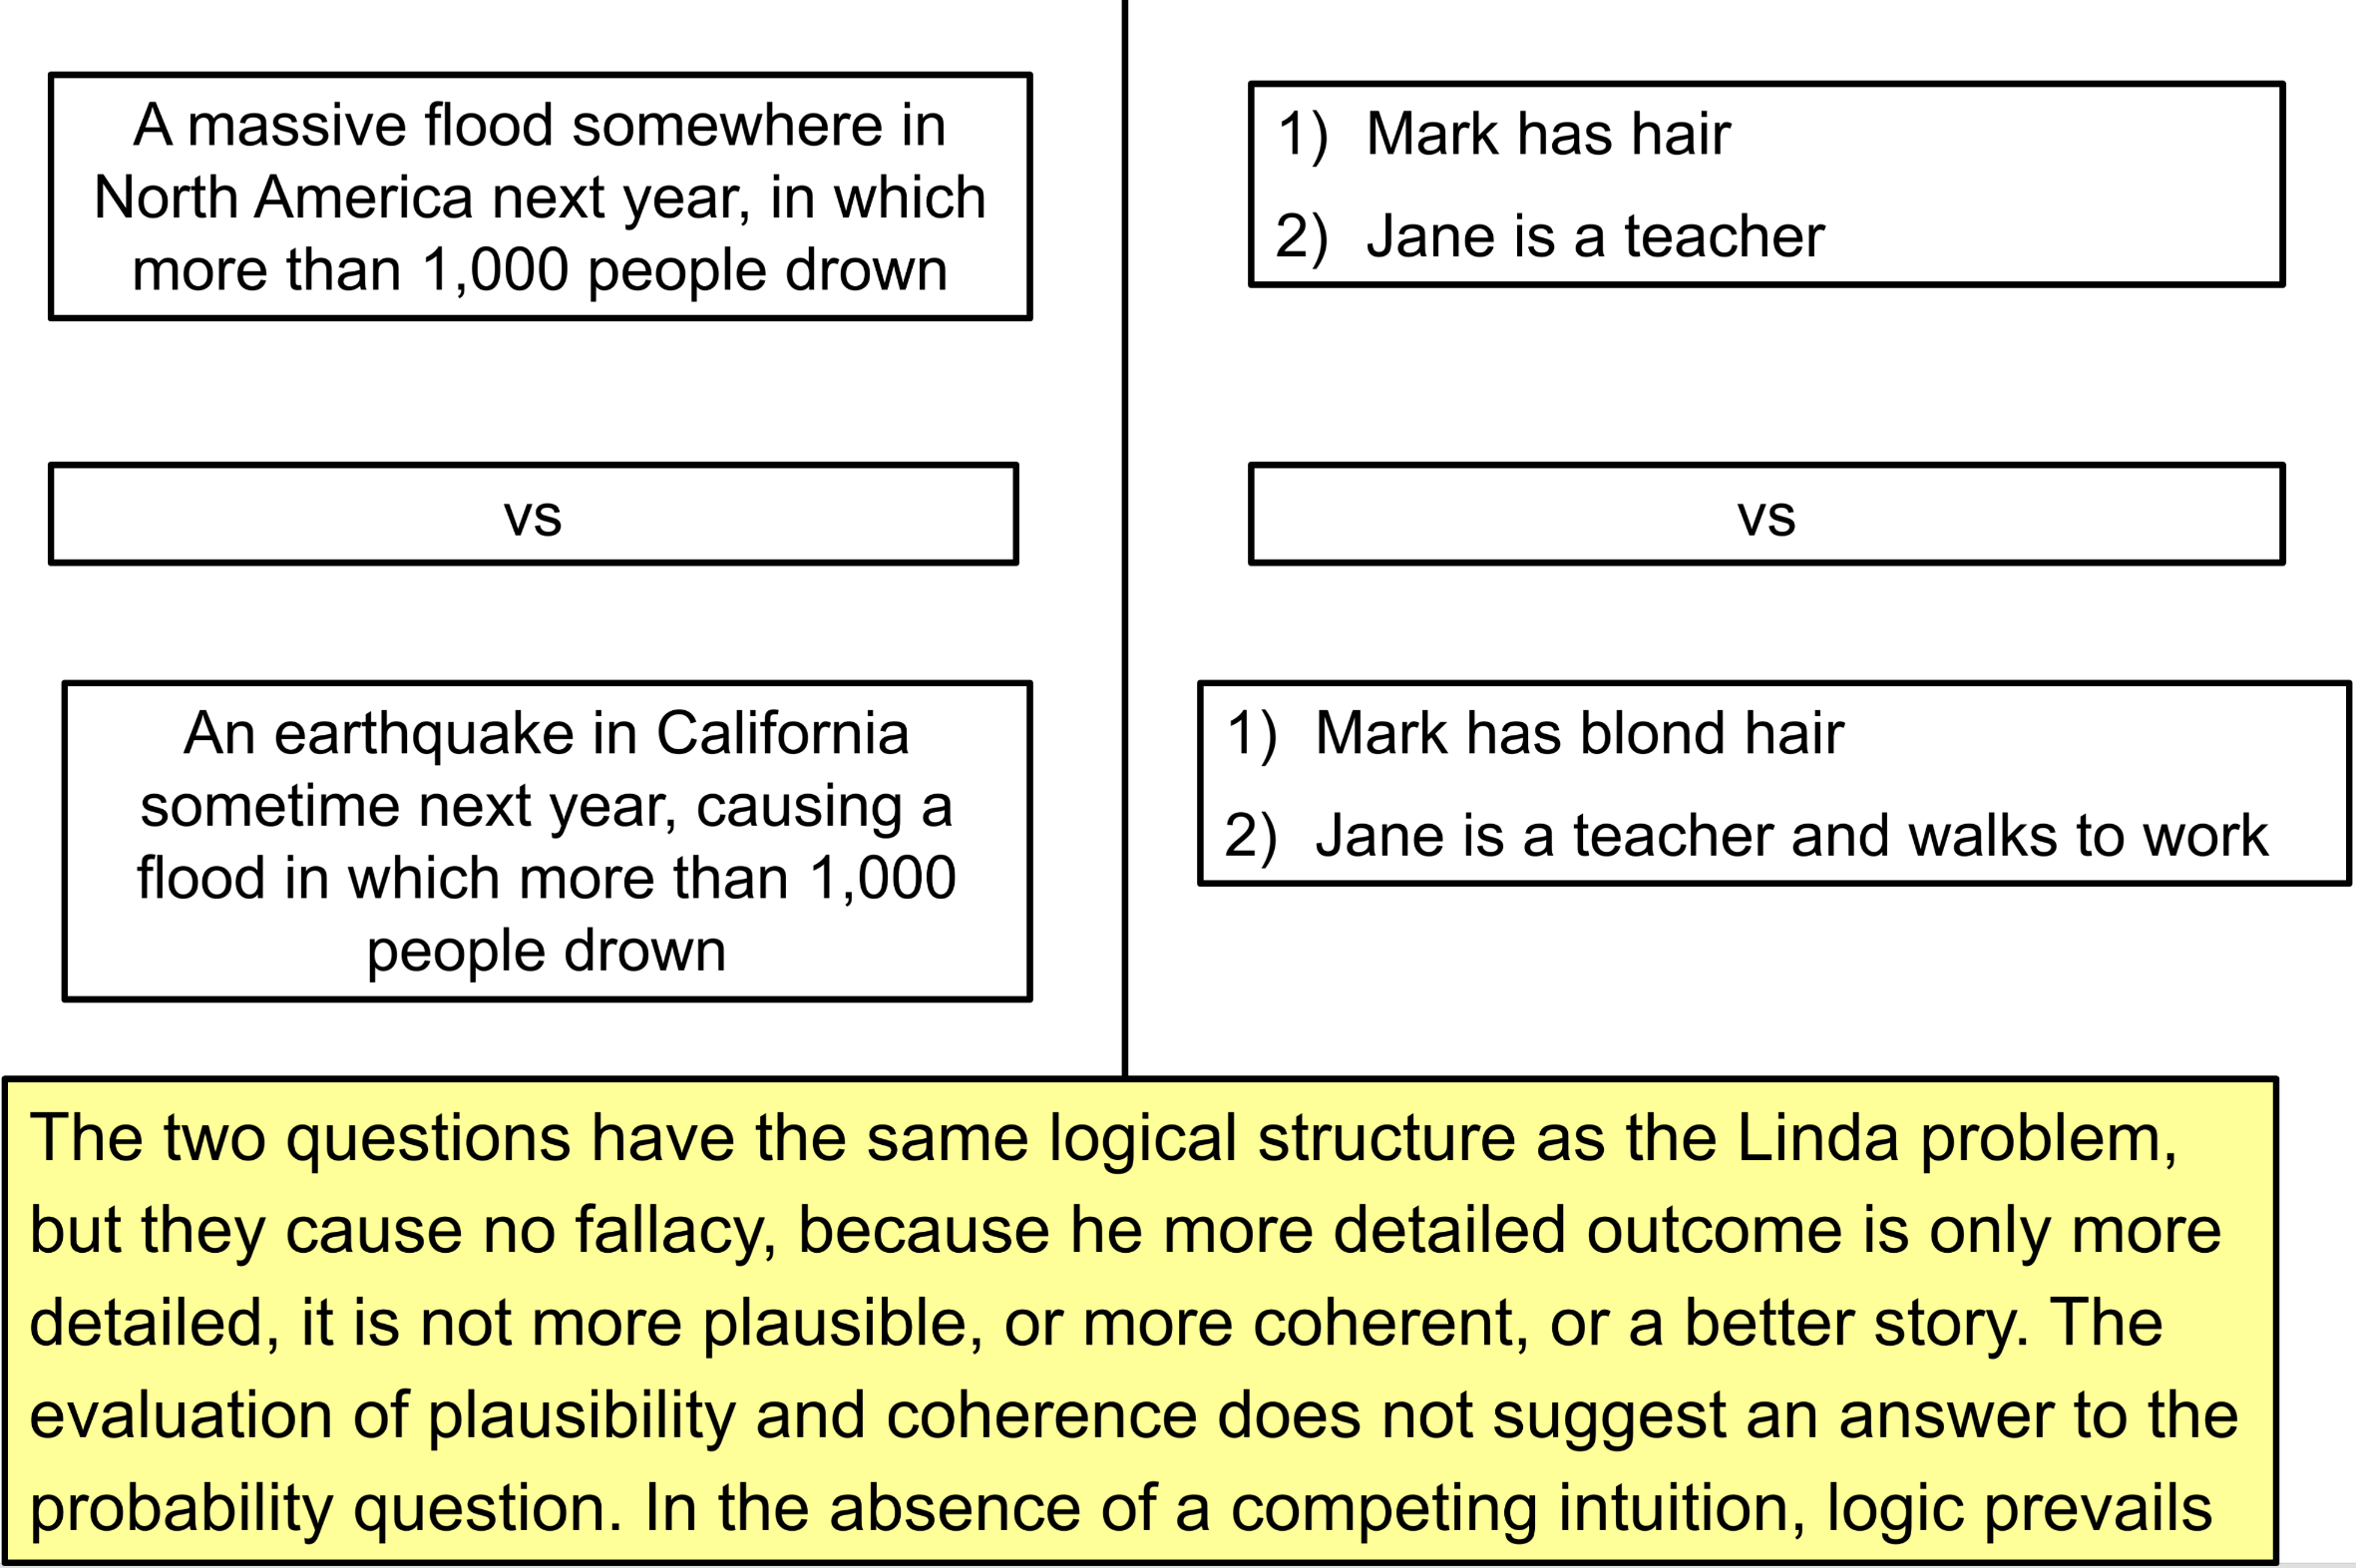 A massive flood somewhere in
North America next year, in which
more than 1,000 people drown
vs
An earthquake in California
sometime next year, causing a
flood in which more than 1,000
people drown
1) Mark has hair
2) Jane is a teacher
vs
1) Mark has blond hair
2) Jane is a teacher and walks to work
The two questions have the same logical structure as the Linda problem,
but they cause no fallacy, because he more detailed outcome is only more
detailed, it is not more plausible, or more coherent, or a better story. The
evaluation of plausibility and coherence does not suggest an answer to the
probability question. In the absence of a competing intuition, logic prevails